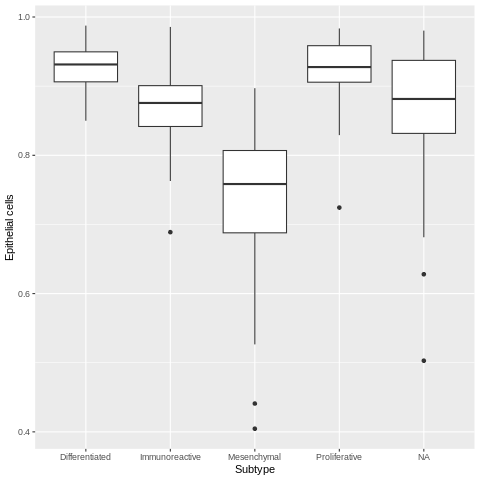 1.0
0.8
0.6
0.4
Epithelial cells
Differentiated Immunoreactive Mesenchymal Proliferative NA
Subtype